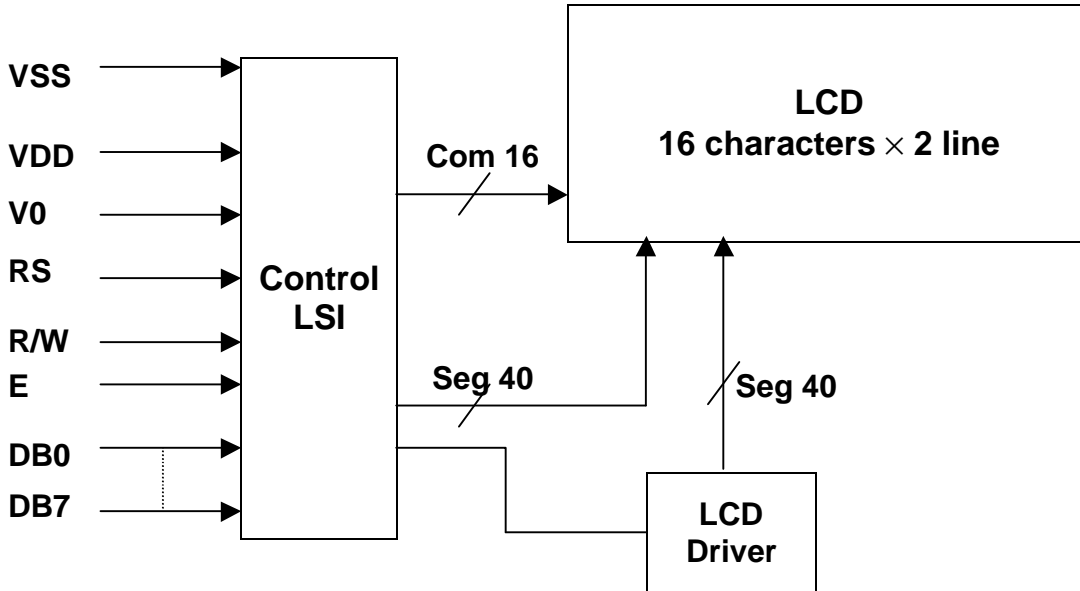 VSS
VDD
V0
RS
R/W
E
DB0
DB7
Control
LSI
Com 16
Seg 40
LCD
16 characters × 2 line
Seg 40
LCD
Driver